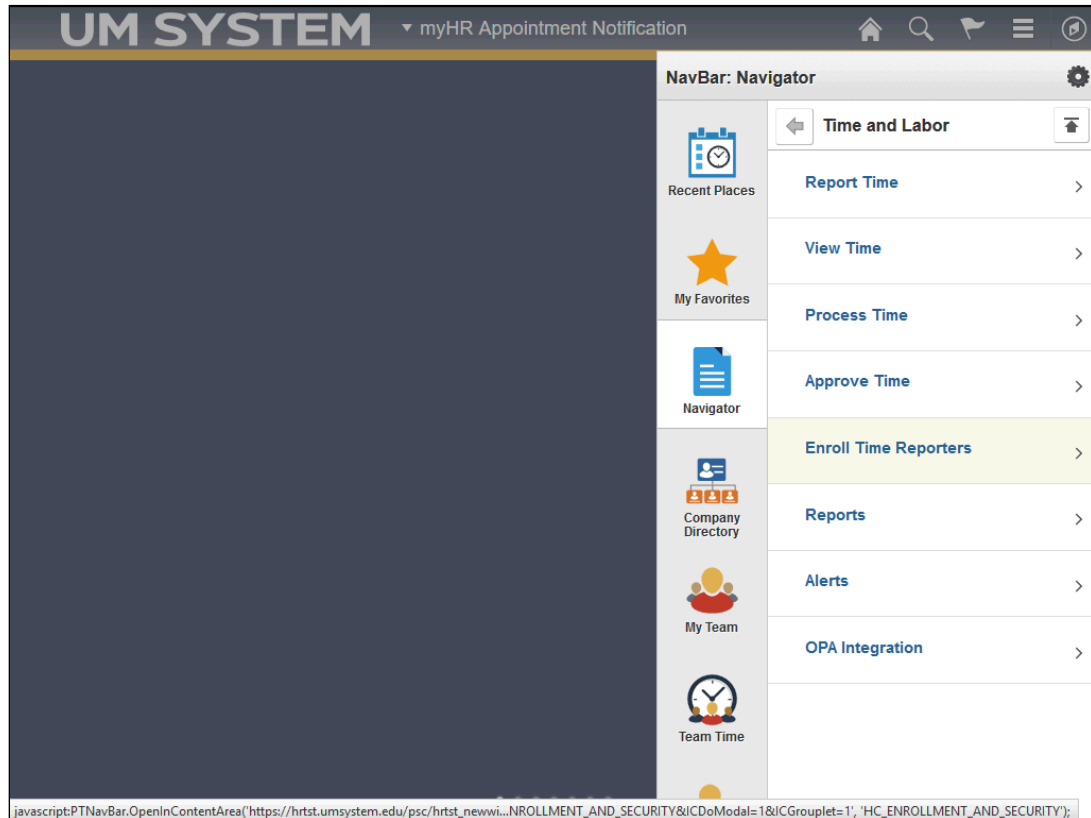 UM SYSTEM
myHR Appointment Notification
NavBar: Navigator
Recent Places
My Favorites
Navigator
Company
Directory
My Team
Team Time
Time and Labor
Report Time
View Time
Process Time
Approve Time
Enroll Time Reporters
Reports
Alerts
OPA Integration
javascript:PTNavBar.OpenInContentArea('https://hrtst.umsystem.edu/psc/hrtst_newwi...NROLLMENT_AND_SECURITY&ICDoModal=1&ICGrouplet=1', 'HC_ENROLLMENT_AND_SECURITY');